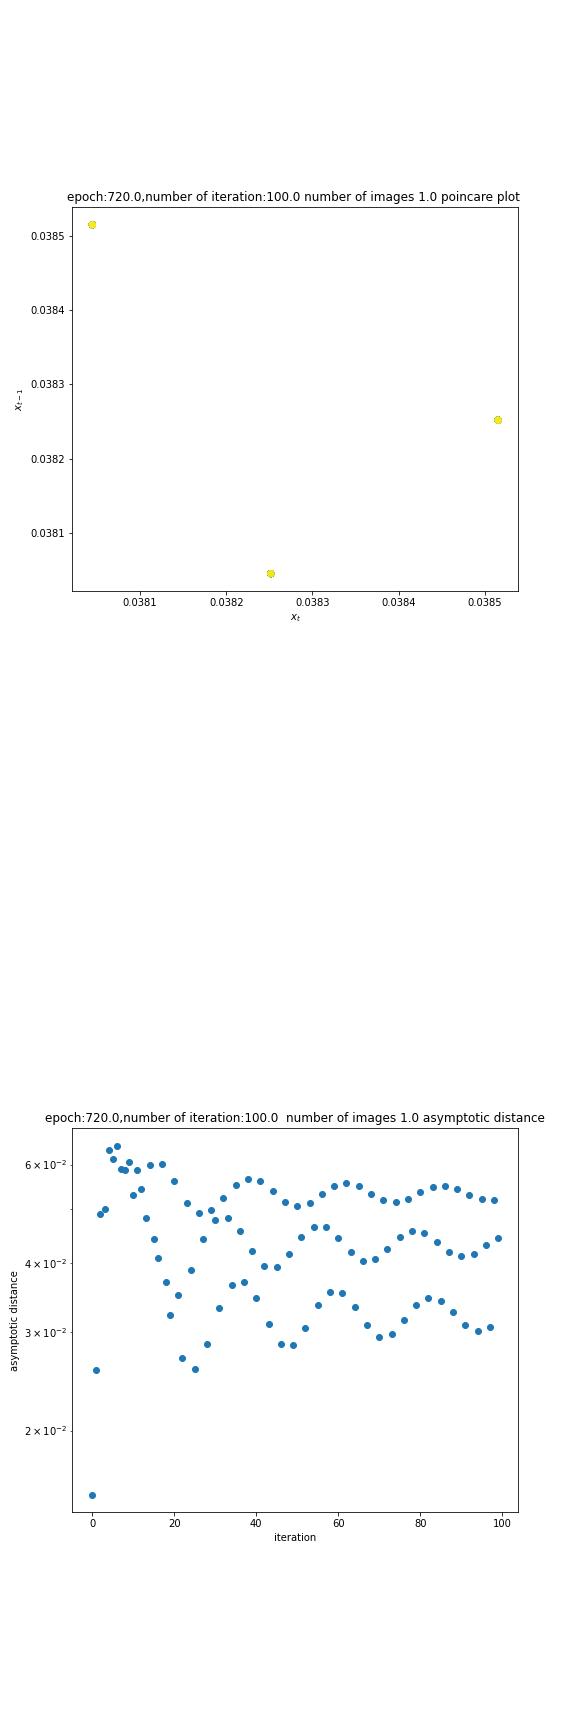 epoch:720.0,number of iteration:100.0 number of images 1.0 poincare plot
0.0385
0.0384
0.0383
0.0382
0.0381
x_{t−1}
0.0381 0.0382 0.0383 0.0384 0.0385
x_t
epoch:720.0,number of iteration:100.0  number of images 1.0 asymptotic distance
6 × 10⁻²
4 × 10⁻²
3 × 10⁻²
2 × 10⁻²
asymptotic distance
0 20 40 60 80 100
iteration